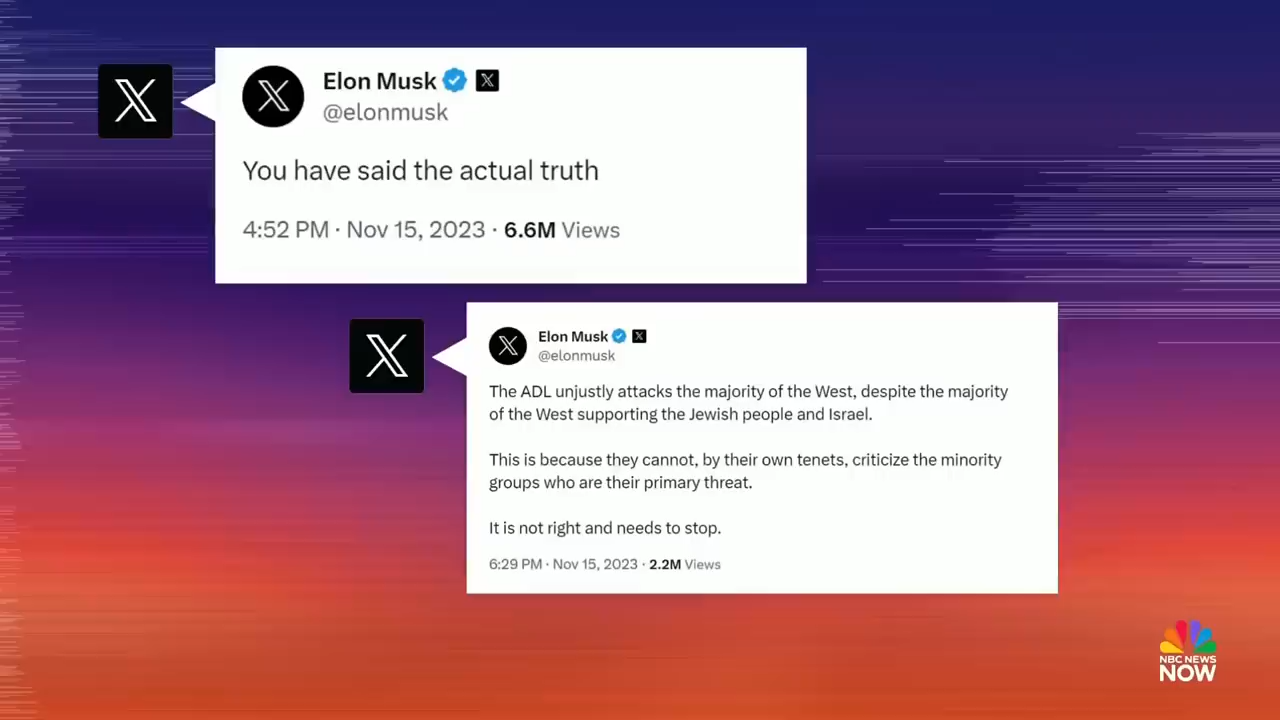 Elon Musk
@elonmusk
You have said the actual truth
4:52 PM · Nov 15, 2023 · 6.6M Views
Elon Musk
@elonmusk
The ADL unjustly attacks the majority of the West, despite the majority
of the West supporting the Jewish people and Israel.
This is because they cannot, by their own tenets, criticize the minority
groups who are their primary threat.
It is not right and needs to stop.
6:29 PM · Nov 15, 2023 · 2.2M Views
NBC NEWS
NOW